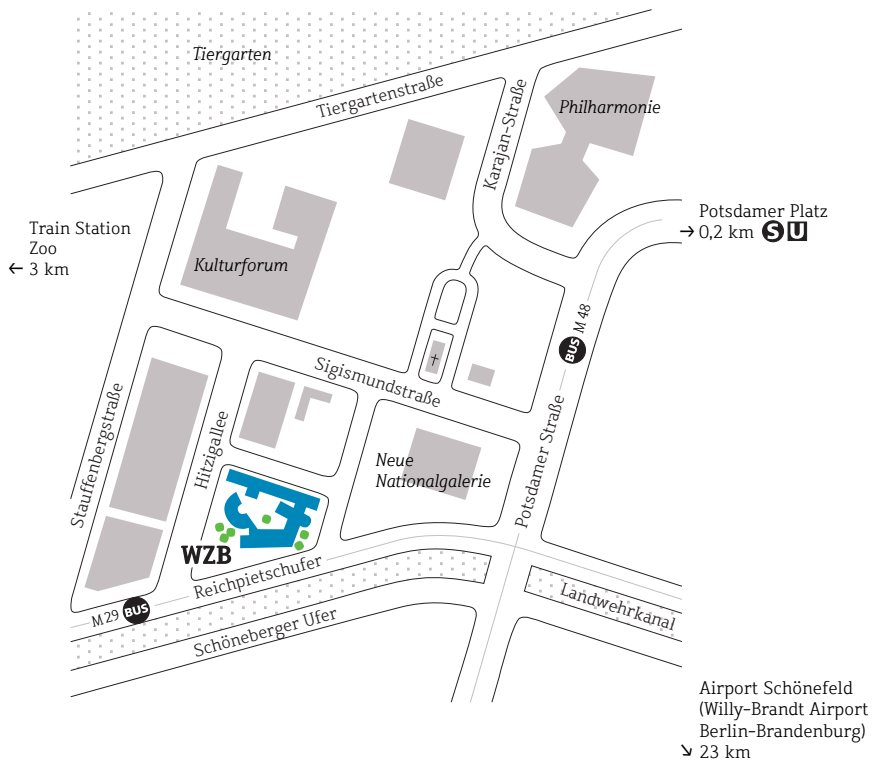 Tiergarten
Tiergartenstraße
Karajan-Straße
Philharmonie
Train Station
Zoo
← 3 km
Potsdamer Platz
→ 0,2 km S U
Kulturforum
BUS M 48
Sigismundstraße
Stauffenbergstraße
Hitzigallee
Potsdamer Straße
Neue
Nationalgalerie
WZB
Reichpietschufer
M 29 BUS
Landwehrkanal
Schöneberger Ufer
Airport Schönefeld
(Willy-Brandt Airport
Berlin-Brandenburg)
↘ 23 km